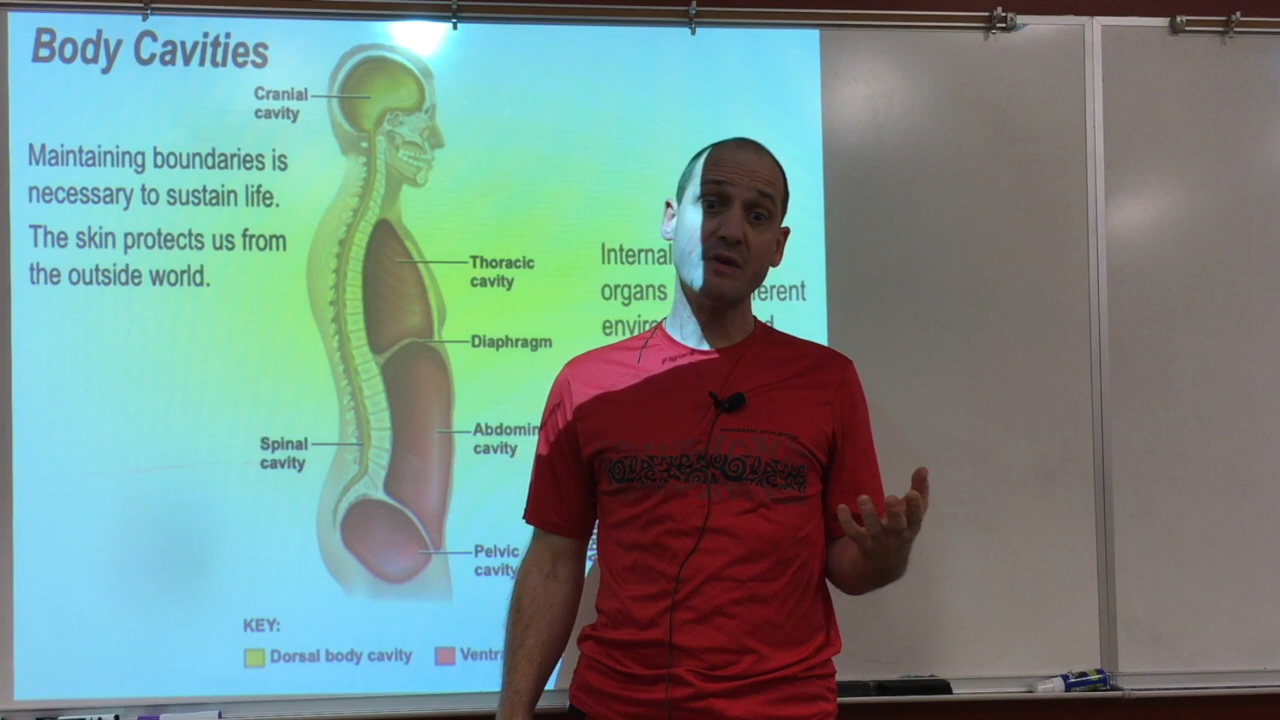 Body Cavities
Cranial
cavity
Maintaining boundaries is
necessary to sustain life.
The skin protects us from
the outside world.
Thoracic
cavity
Internal
organs
Diaphragm
Spinal
cavity
cavity
Pelvic
cavity
KEY:
Dorsal body cavity